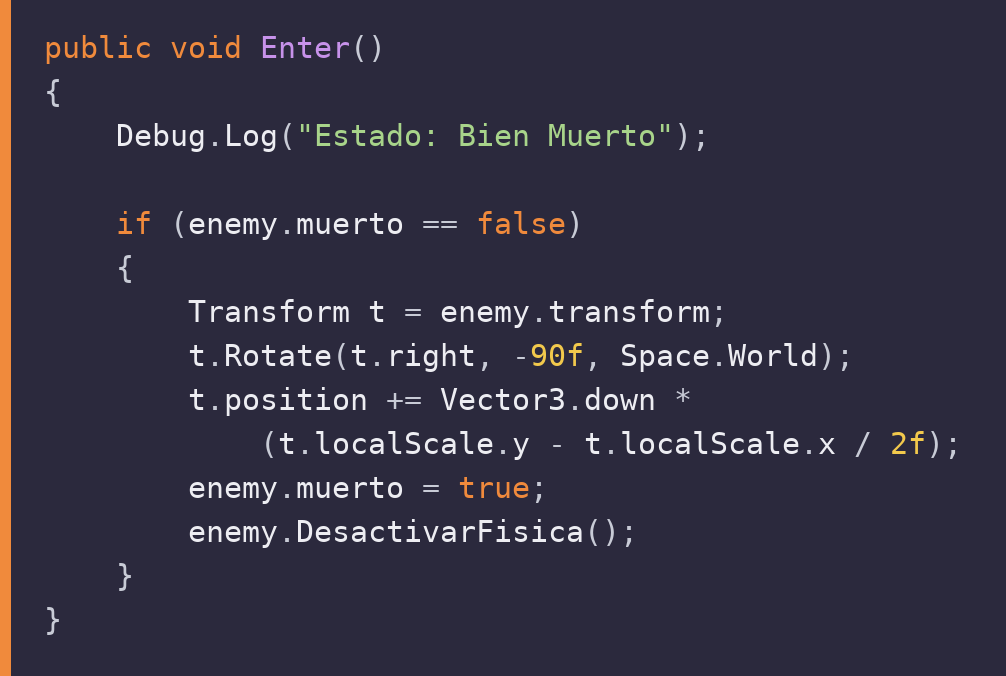 public void Enter()
{
    Debug.Log("Estado: Bien Muerto");

    if (enemy.muerto == false)
    {
        Transform t = enemy.transform;
        t.Rotate(t.right, -90f, Space.World);
        t.position += Vector3.down *
            (t.localScale.y - t.localScale.x / 2f);
        enemy.muerto = true;
        enemy.DesactivarFisica();
    }
}